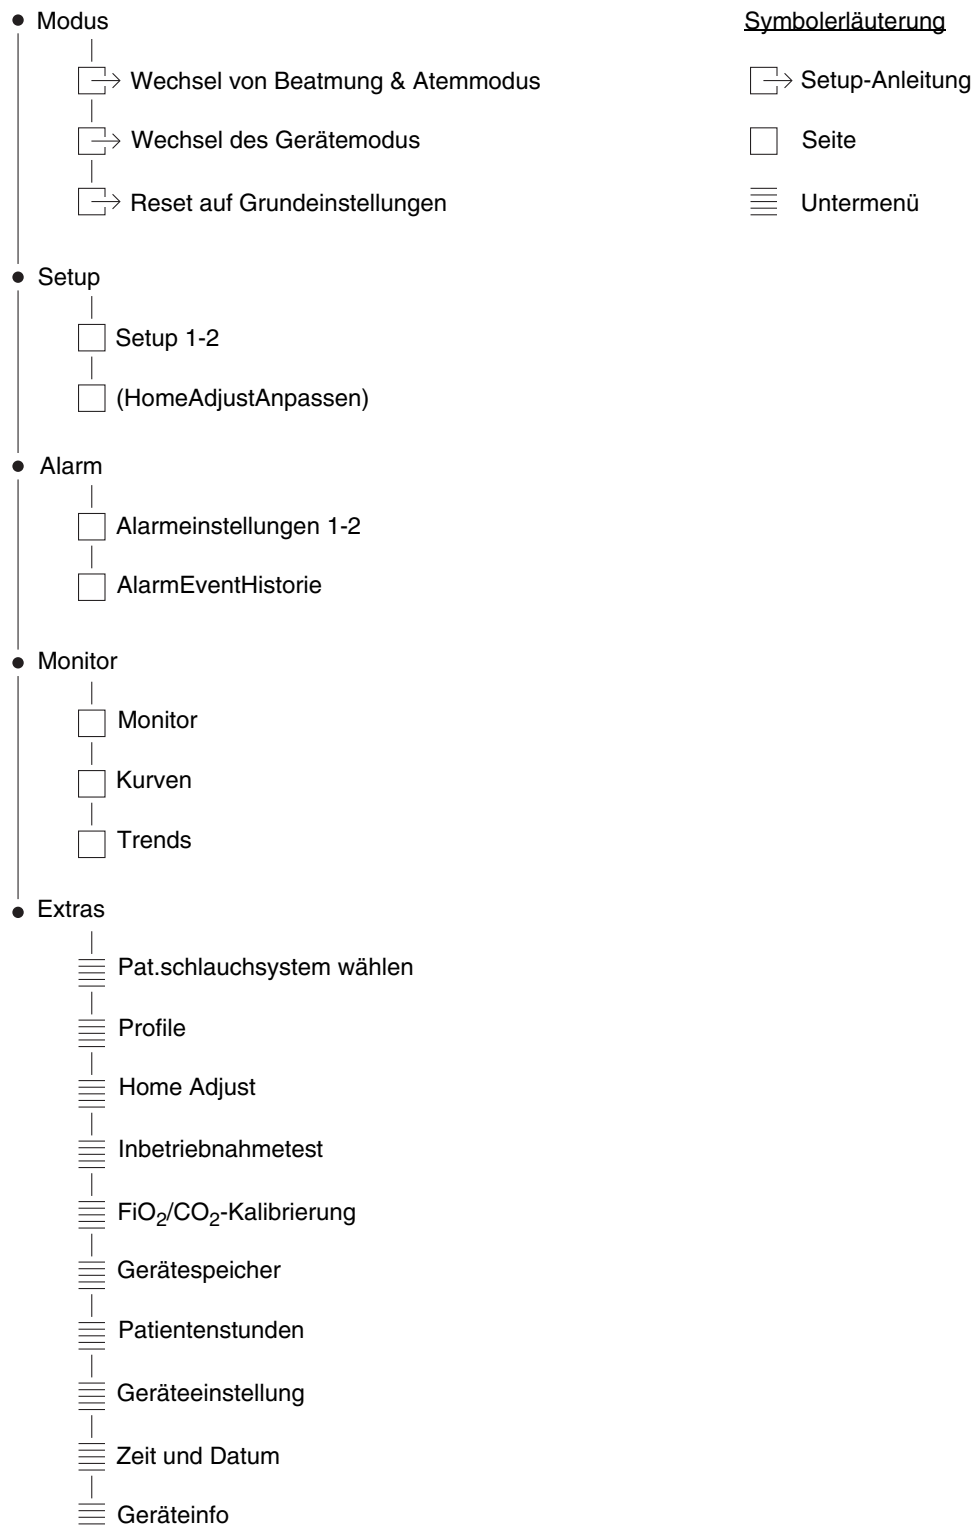 Modus
Wechsel von Beatmung & Atemmodus
Wechsel des Gerätemodus
Reset auf Grundeinstellungen
Setup
Setup 1-2
(HomeAdjustAnpassen)
Alarm
Alarmeinstellungen 1-2
AlarmEventHistorie
Monitor
Monitor
Kurven
Trends
Extras
Pat.schlauchsystem wählen
Profile
Home Adjust
Inbetriebnahmetest
FiO₂/CO₂-Kalibrierung
Gerätespeicher
Patientenstunden
Geräteeinstellung
Zeit und Datum
Geräteinfo
Symbolerläuterung
Setup-Anleitung
Seite
Untermenü